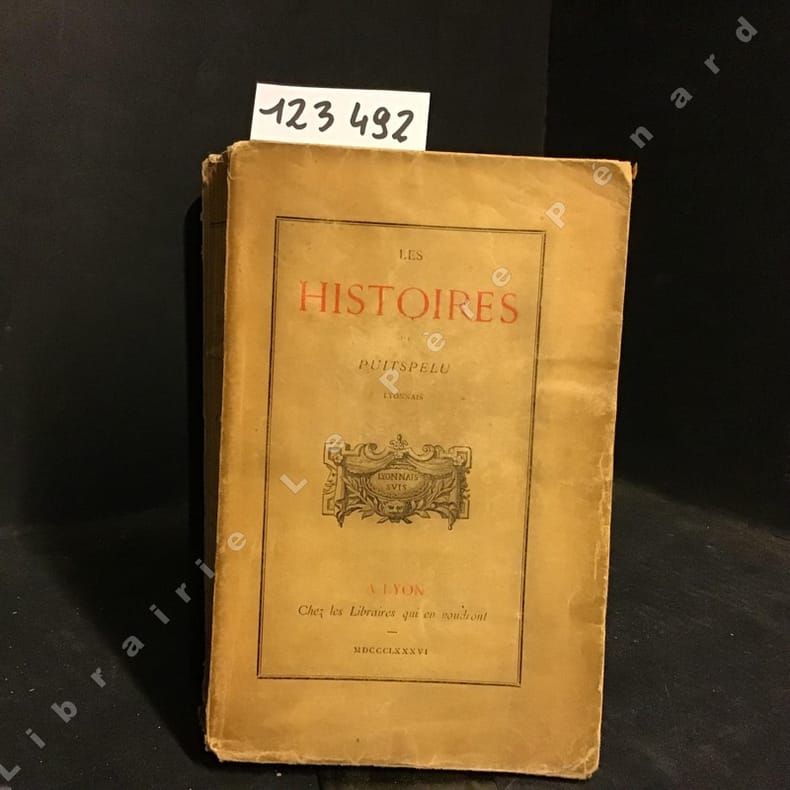 123 492
LES
HISTOIRES
DE
PUITSPELU
LYONNAIS
LYONNAIS
SVIS
A LYON
Chez les Libraires qui en voudront
MDCCCLXXXVI
Librairie Le Père Pénard